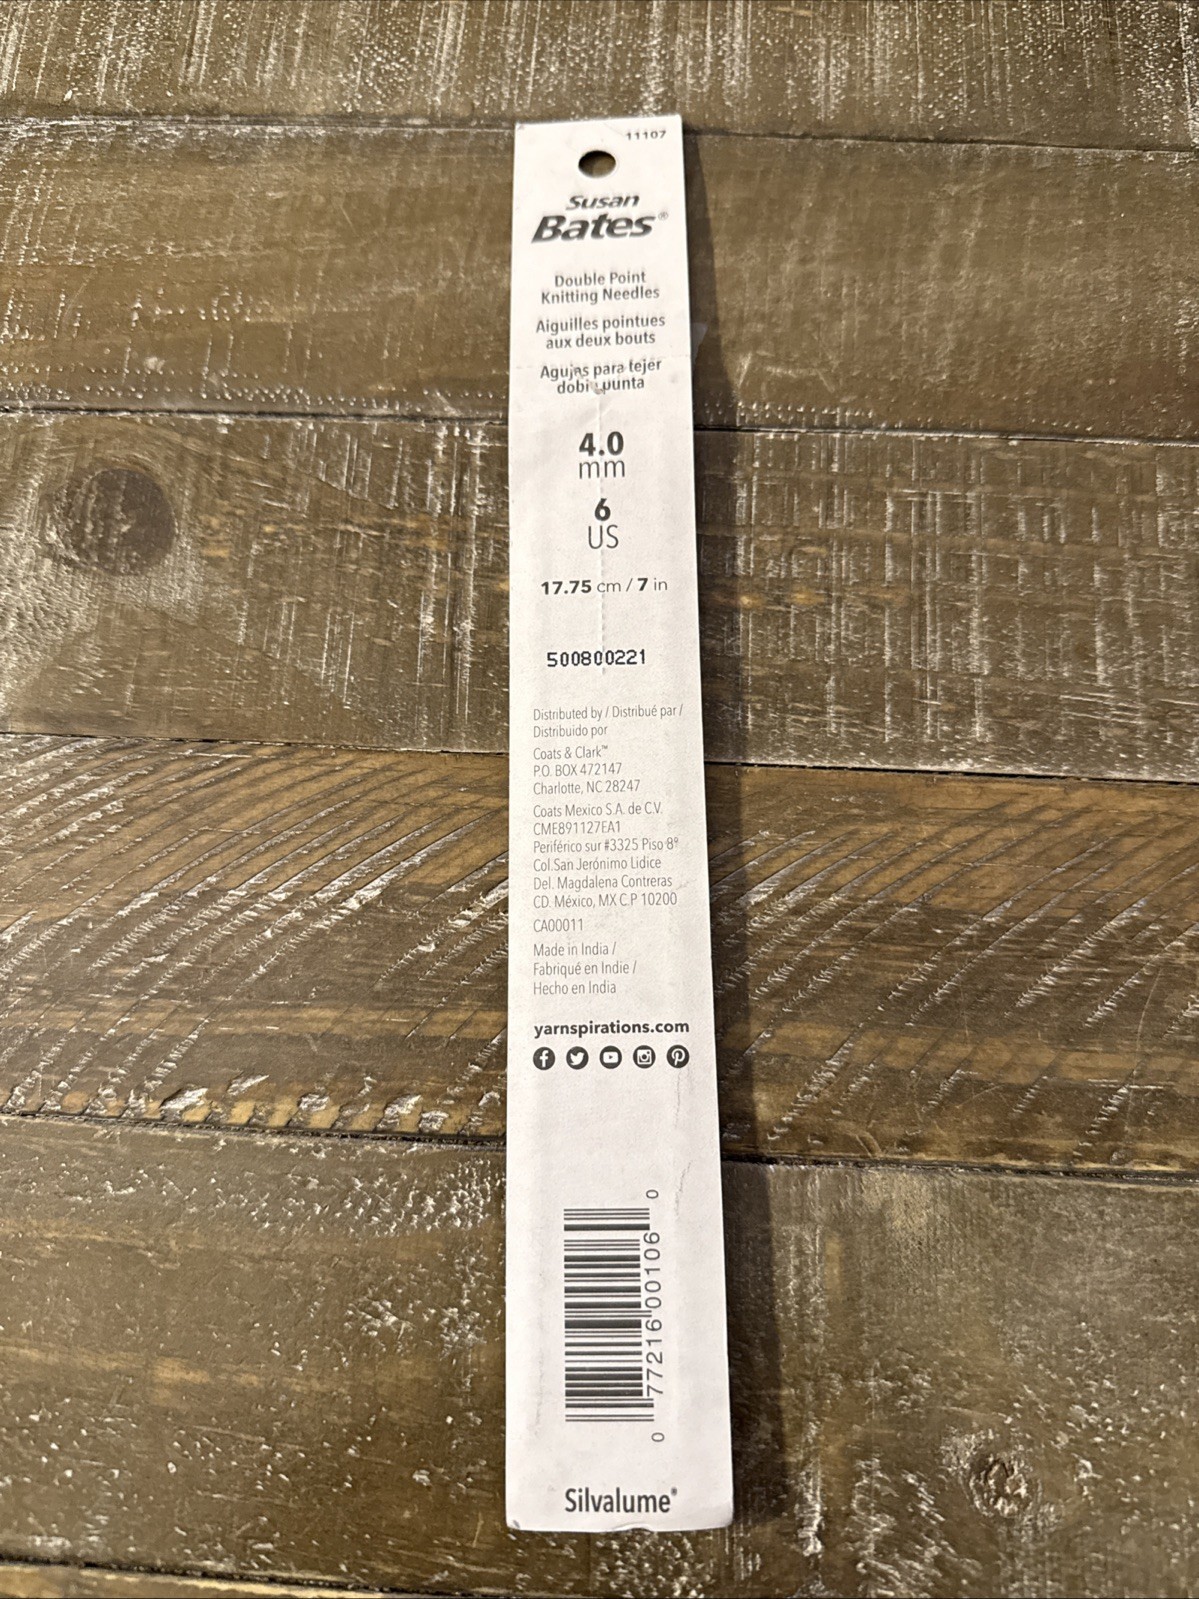 11107
Susan
Bates®
Double Point
Knitting Needles
Aiguilles pointues
aux deux bouts
Agujas para tejer
punta
4.0
mm
6
US
17.75 cm / 7 in
500800221
Distributed by / Distribué par /
Distribuido por
Coats & Clark™
P.O. BOX 472147
Charlotte, NC 28247
Coats Mexico S.A. de C.V.
CME891127EA1
Periférico sur #3325 Piso 8º
Col.San Jerónimo Lidice
Del. Magdalena Contreras
CD. México, MX C.P 10200
CA00011
Made in India /
Fabriqué en Indie /
Hecho en India
yarnspirations.com
0 77216 00106 0
Silvalume®